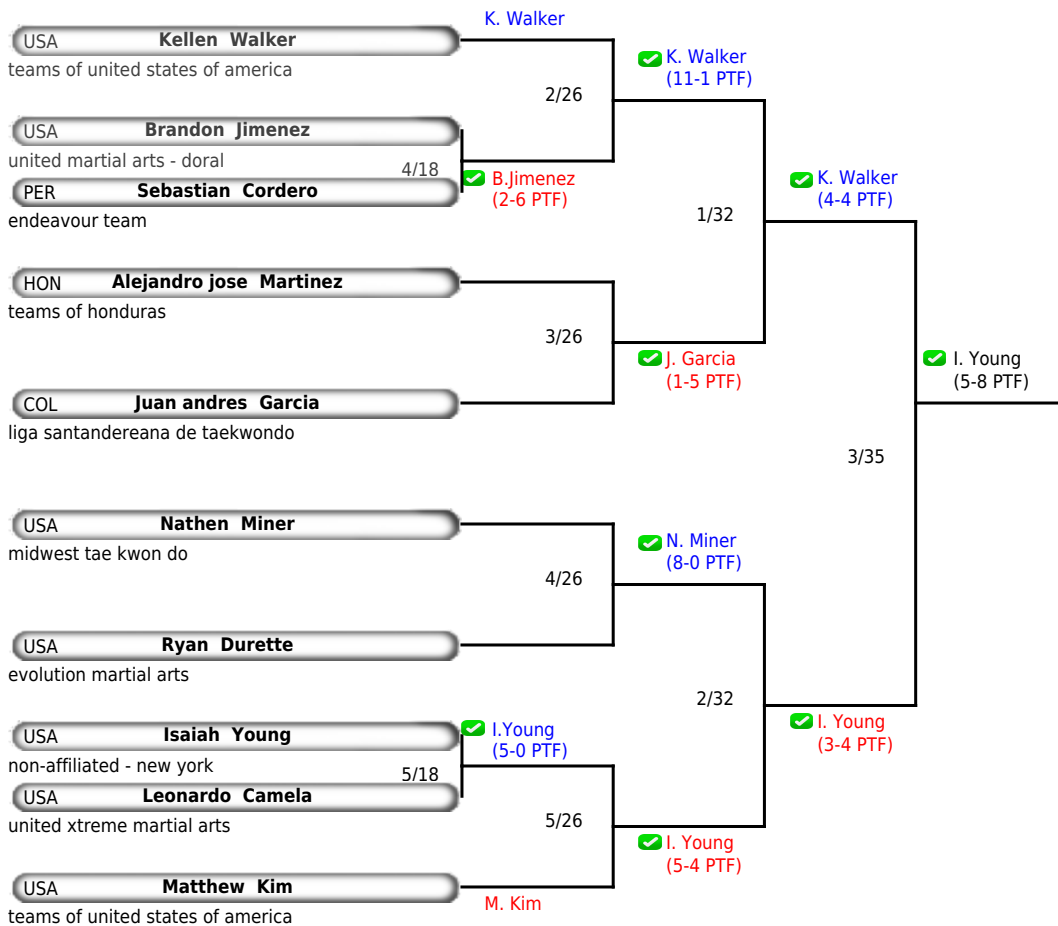 K. Walker
USA Kellen Walker
teams of united states of america
K. Walker
(11-1 PTF)
2/26
USA Brandon Jimenez
united martial arts - doral
4/18
B.Jimenez
(2-6 PTF)
PER Sebastian Cordero
endeavour team
K. Walker
(4-4 PTF)
1/32
HON Alejandro jose Martinez
teams of honduras
3/26
J. Garcia
(1-5 PTF)
I. Young
(5-8 PTF)
COL Juan andres Garcia
liga santandereana de taekwondo
3/35
USA Nathen Miner
midwest tae kwon do
N. Miner
(8-0 PTF)
4/26
USA Ryan Durette
evolution martial arts
2/32
I. Young
(3-4 PTF)
USA Isaiah Young
non-affiliated - new york
I.Young
(5-0 PTF)
5/18
USA Leonardo Camela
united xtreme martial arts
5/26
I. Young
(5-4 PTF)
USA Matthew Kim
teams of united states of america
M. Kim